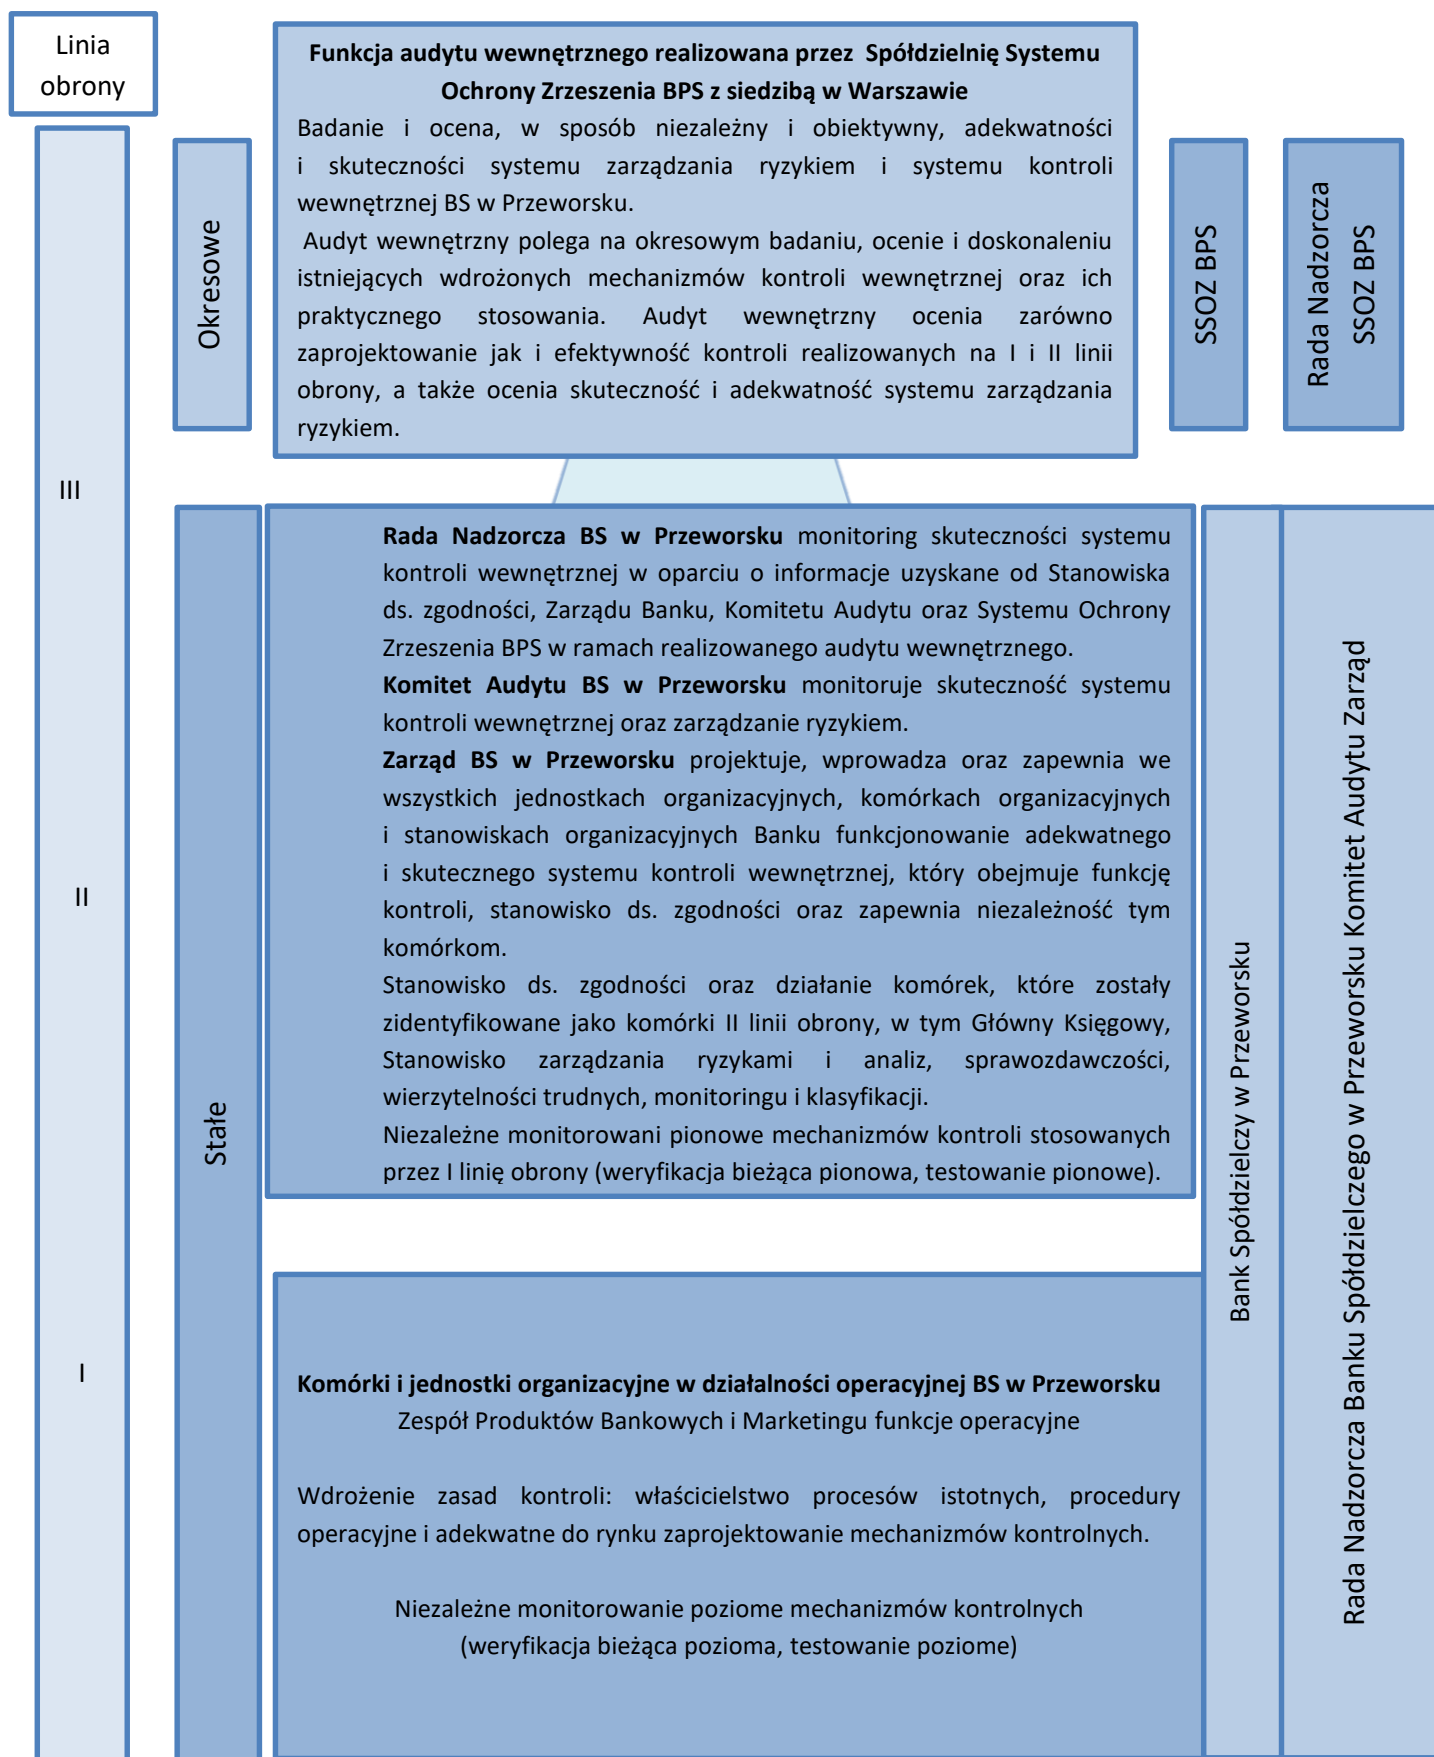 Linia
obrony
Funkcja audytu wewnętrznego realizowana przez Spółdzielnię Systemu
Ochrony Zrzeszenia BPS z siedzibą w Warszawie
Badanie i ocena, w sposób niezależny i obiektywny, adekwatności
i skuteczności systemu zarządzania ryzykiem i systemu kontroli
wewnętrznej BS w Przeworsku.
Audyt wewnętrzny polega na okresowym badaniu, ocenie i doskonaleniu
istniejących wdrożonych mechanizmów kontroli wewnętrznej oraz ich
praktycznego stosowania. Audyt wewnętrzny ocenia zarówno
zaprojektowanie jak i efektywność kontroli realizowanych na I i II linii
obrony, a także ocenia skuteczność i adekwatność systemu zarządzania
ryzykiem.
Okresowe
SSOZ BPS
Rada Nadzorcza
SSOZ BPS
III
Rada Nadzorcza BS w Przeworsku monitoring skuteczności systemu
kontroli wewnętrznej w oparciu o informacje uzyskane od Stanowiska
ds. zgodności, Zarządu Banku, Komitetu Audytu oraz Systemu Ochrony
Zrzeszenia BPS w ramach realizowanego audytu wewnętrznego.
Komitet Audytu BS w Przeworsku monitoruje skuteczność systemu
kontroli wewnętrznej oraz zarządzanie ryzykiem.
Zarząd BS w Przeworsku projektuje, wprowadza oraz zapewnia we
wszystkich jednostkach organizacyjnych, komórkach organizacyjnych
i stanowiskach organizacyjnych Banku funkcjonowanie adekwatnego
i skutecznego systemu kontroli wewnętrznej, który obejmuje funkcję
kontroli, stanowisko ds. zgodności oraz zapewnia niezależność tym
komórkom.
Stanowisko ds. zgodności oraz działanie komórek, które zostały
zidentyfikowane jako komórki II linii obrony, w tym Główny Księgowy,
Stanowisko zarządzania ryzykami i analiz, sprawozdawczości,
wierzytelności trudnych, monitoringu i klasyfikacji.
Niezależne monitorowani pionowe mechanizmów kontroli stosowanych
przez I linię obrony (weryfikacja bieżąca pionowa, testowanie pionowe).
II
Stałe
Bank Spółdzielczy w Przeworsku
Rada Nadzorcza Banku Spółdzielczego w Przeworsku Komitet Audytu Zarząd
I
Komórki i jednostki organizacyjne w działalności operacyjnej BS w Przeworsku
Zespół Produktów Bankowych i Marketingu funkcje operacyjne
Wdrożenie zasad kontroli: właścicielstwo procesów istotnych, procedury
operacyjne i adekwatne do rynku zaprojektowanie mechanizmów kontrolnych.
Niezależne monitorowanie poziome mechanizmów kontrolnych
(weryfikacja bieżąca pozioma, testowanie poziome)